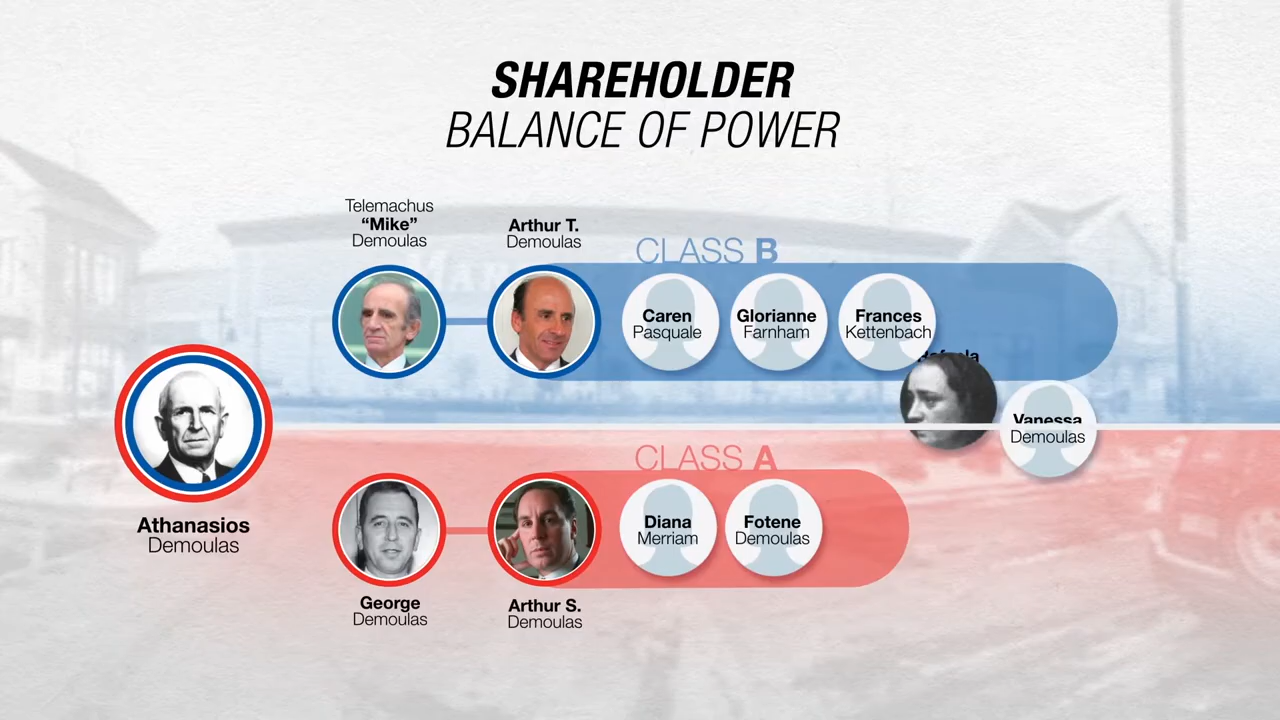 SHAREHOLDER
BALANCE OF POWER
Telemachus
“Mike”
Demoulas
Arthur T.
Demoulas
CLASS B
Caren
Pasquale
Glorianne
Farnham
Frances
Kettenbach
Vanessa
Demoulas
Athanasios
Demoulas
CLASS A
Diana
Merriam
Fotene
Demoulas
George
Demoulas
Arthur S.
Demoulas